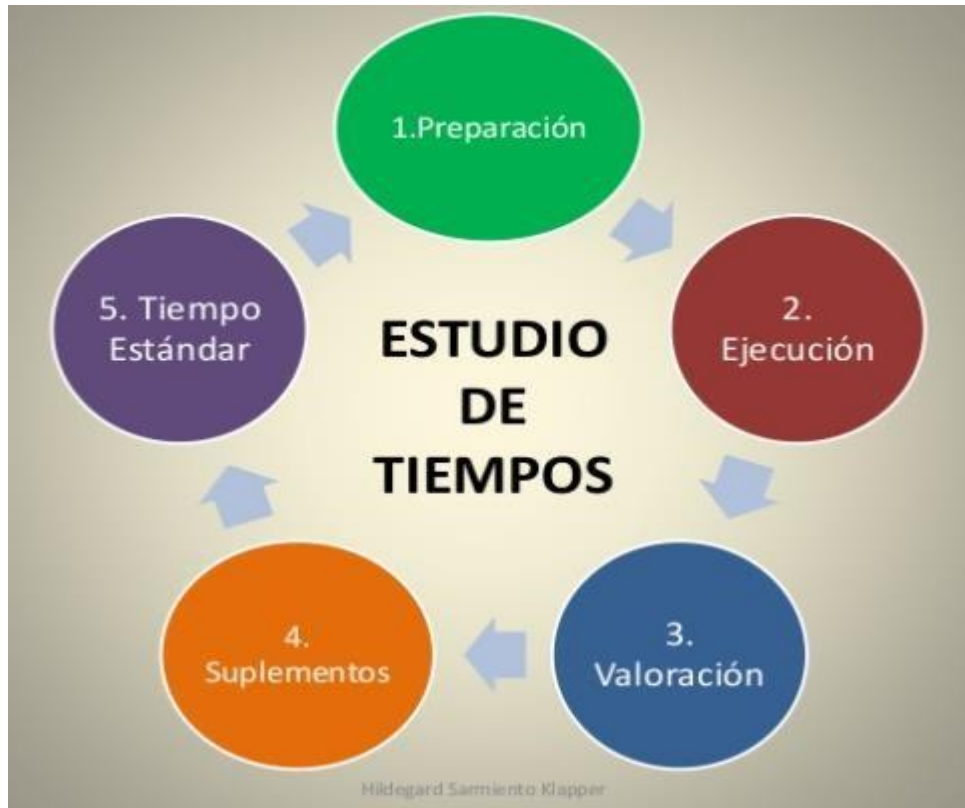 1.Preparación
2.
Ejecución
3.
Valoración
4.
Suplementos
5. Tiempo
Estándar
ESTUDIO
DE
TIEMPOS
Hildegard Sarmiento Klapper